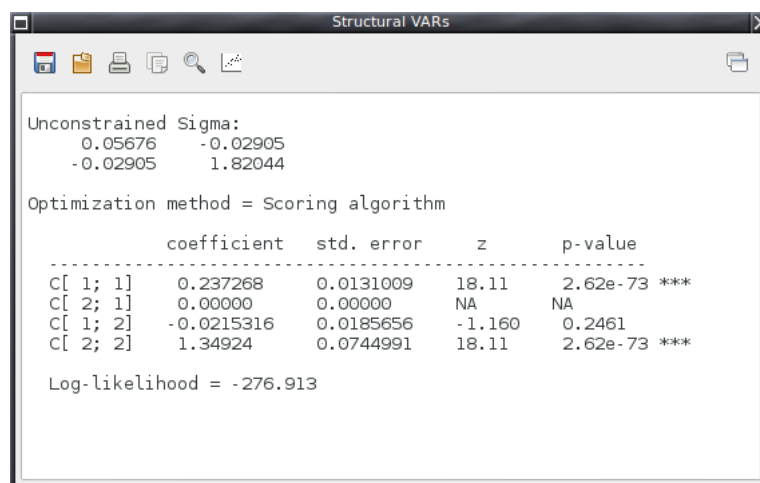 Structural VARs
Unconstrained Sigma:
0.05676 -0.02905
-0.02905 1.82044
Optimization method = Scoring algorithm
coefficient std. error z p-value
C[ 1; 1] 0.237268 0.0131009 18.11 2.62e-73 ***
C[ 2; 1] 0.00000 0.00000 NA NA
C[ 1; 2] -0.0215316 0.0185656 -1.160 0.2461
C[ 2; 2] 1.34924 0.0744991 18.11 2.62e-73 ***
Log-likelihood = -276.913